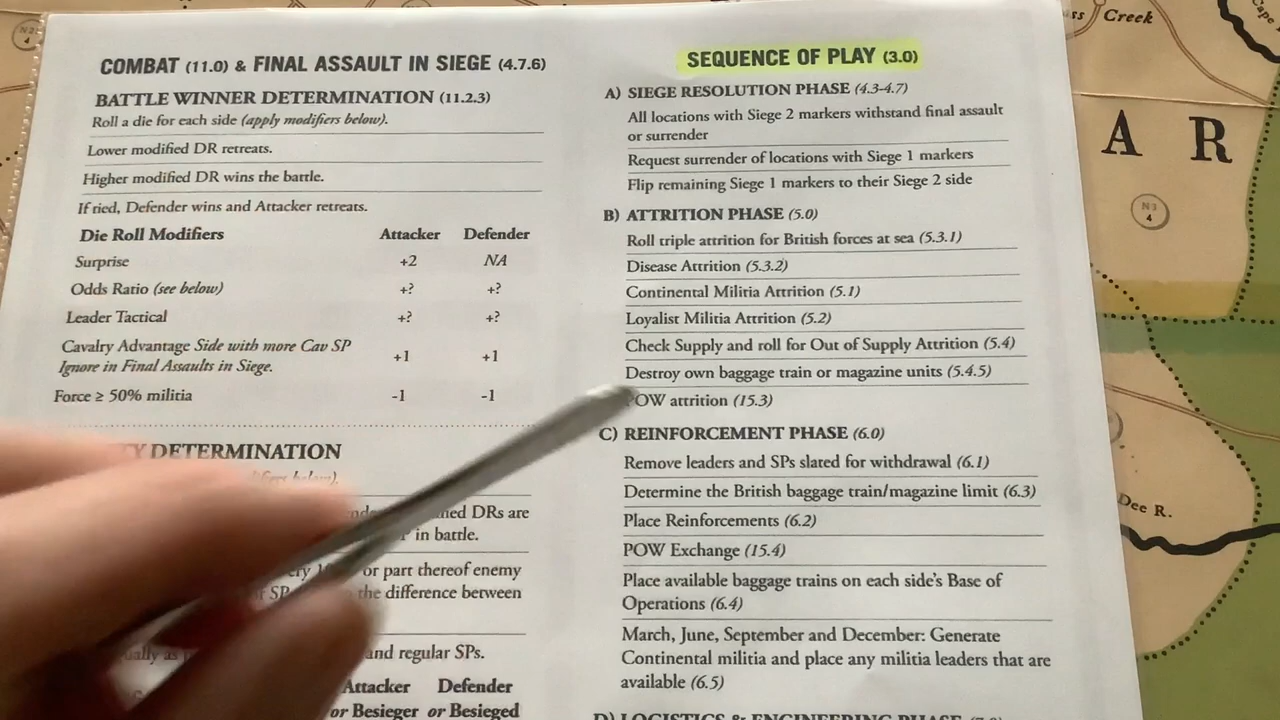 COMBAT (11.0) & FINAL ASSAULT IN SIEGE (4.7.6)
BATTLE WINNER DETERMINATION (11.2.3)
Roll a die for each side (apply modifiers below).
Lower modified DR retreats.
Higher modified DR wins the battle.
If tied, Defender wins and Attacker retreats.
Die Roll Modifiers Attacker Defender
Surprise +2 NA
Odds Ratio (see below) +? +?
Leader Tactical +? +?
Cavalry Advantage Side with more Cav SP
Ignore in Final Assaults in Siege. +1 +1
Force ≥ 50% militia -1 -1
DETERMINATION
below).
DRs are
in battle.
or part thereof enemy
the difference between
and regular SPs.
Attacker Defender
or Besieger or Besieged
SEQUENCE OF PLAY (3.0)
A) SIEGE RESOLUTION PHASE (4.3-4.7)
All locations with Siege 2 markers withstand final assault
or surrender
Request surrender of locations with Siege 1 markers
Flip remaining Siege 1 markers to their Siege 2 side
B) ATTRITION PHASE (5.0)
Roll triple attrition for British forces at sea (5.3.1)
Disease Attrition (5.3.2)
Continental Militia Attrition (5.1)
Loyalist Militia Attrition (5.2)
Check Supply and roll for Out of Supply Attrition (5.4)
Destroy own baggage train or magazine units (5.4.5)
POW attrition (15.3)
C) REINFORCEMENT PHASE (6.0)
Remove leaders and SPs slated for withdrawal (6.1)
Determine the British baggage train/magazine limit (6.3)
Place Reinforcements (6.2)
POW Exchange (15.4)
Place available baggage trains on each side's Base of
Operations (6.4)
March, June, September and December: Generate
Continental militia and place any militia leaders that are
available (6.5)
D) LOGISTICS & ENGINEERING PHASE
Creek
Cape
A R
N3
4
Dee R.